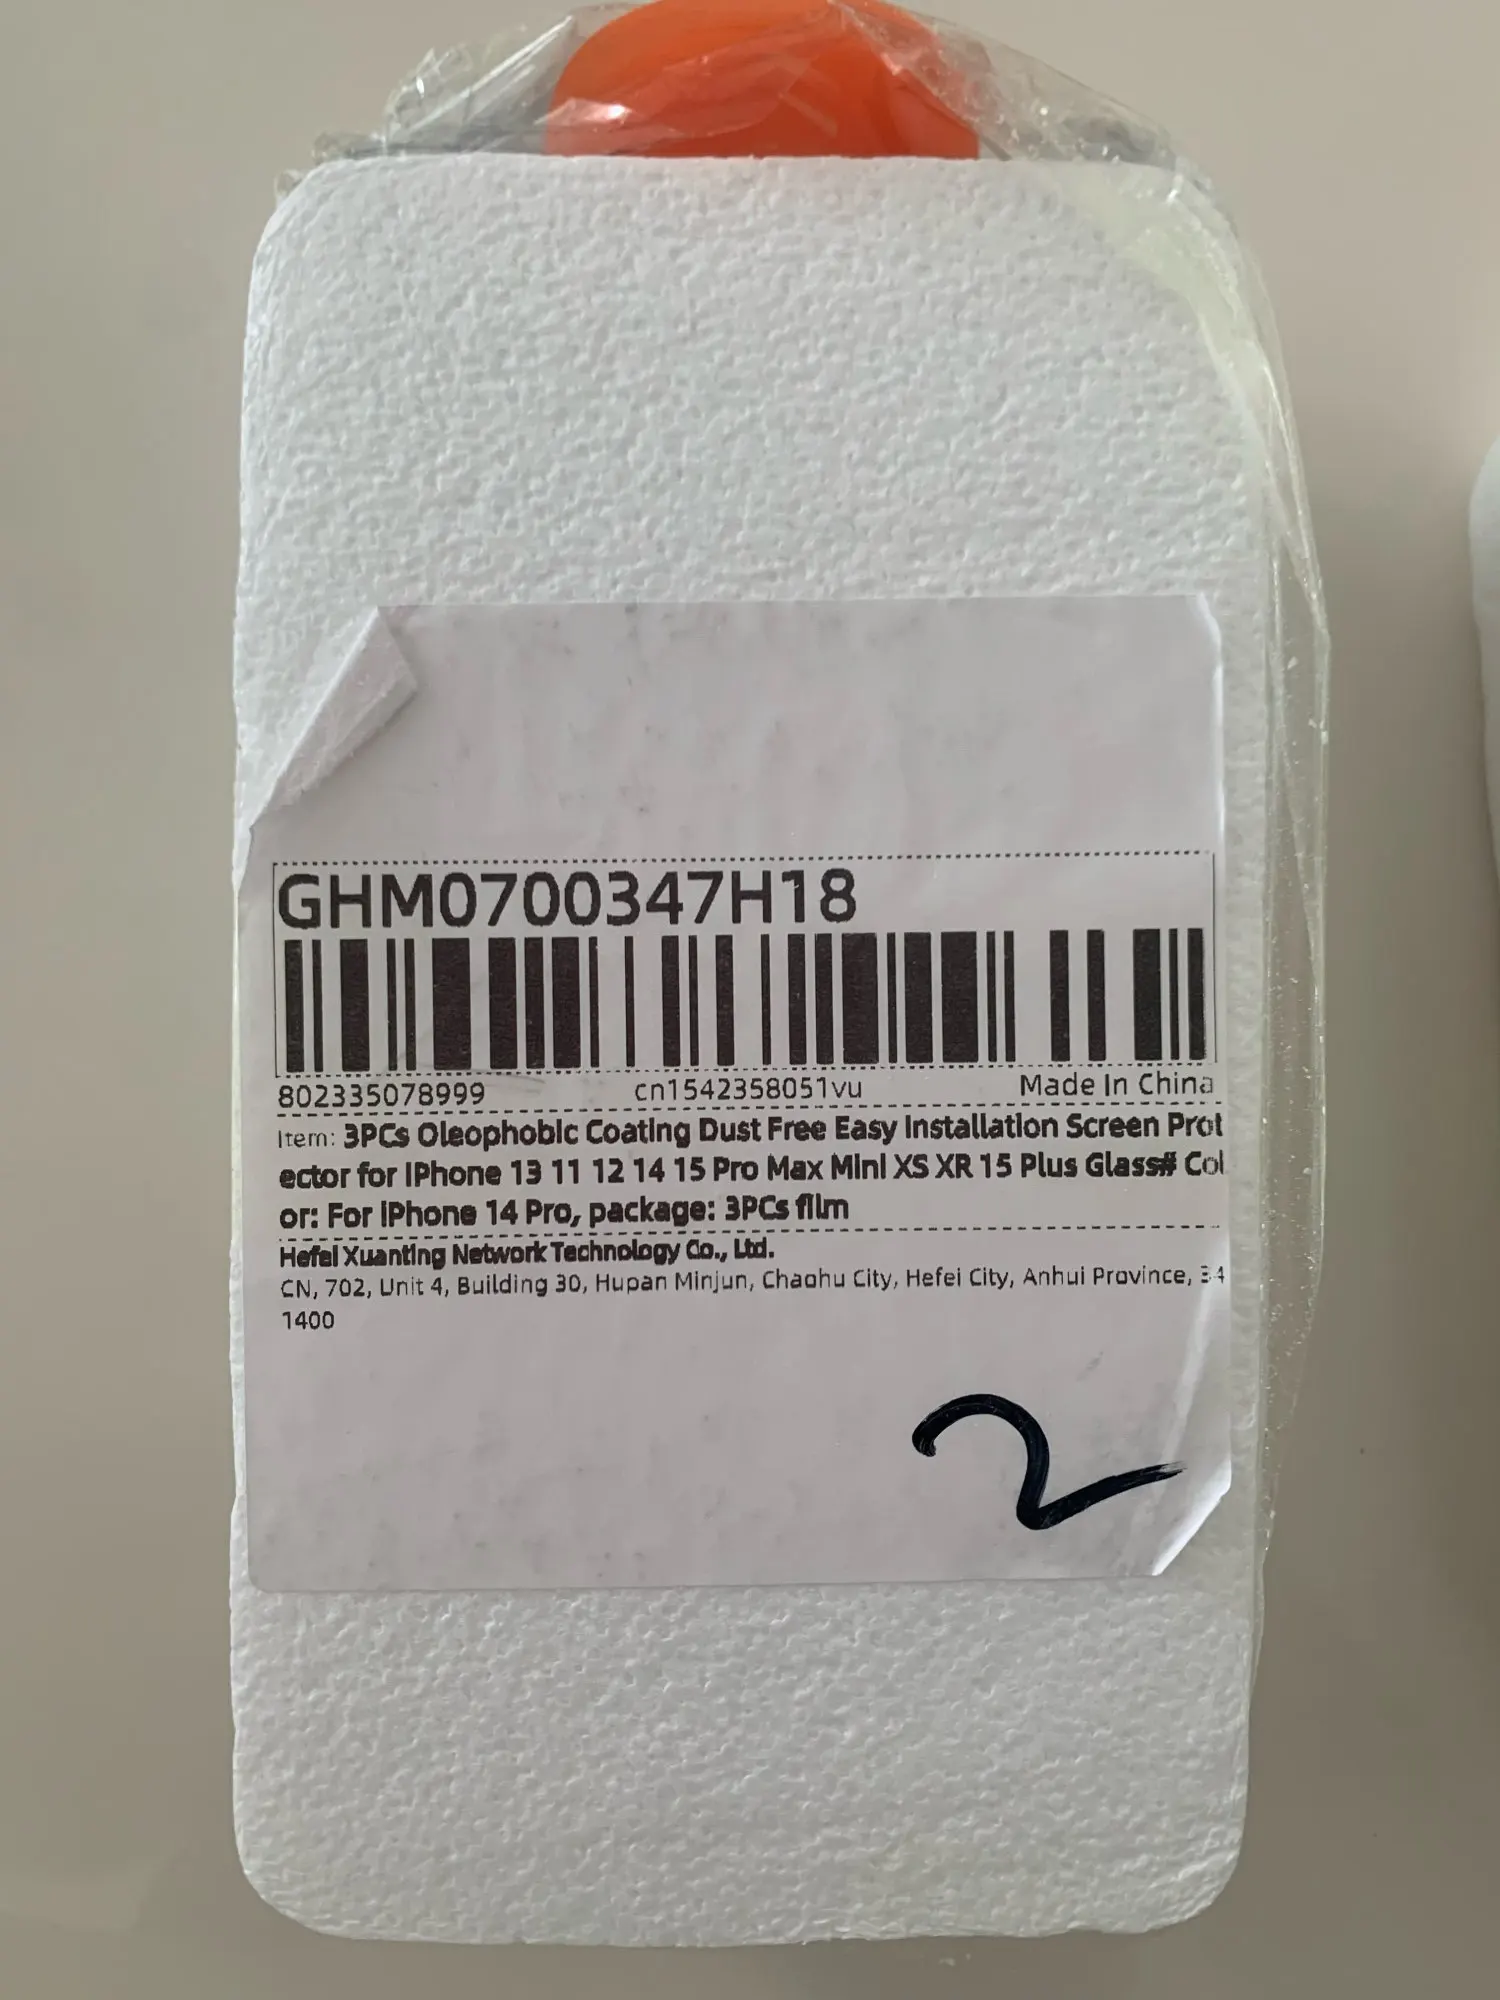 GHM0700347H18
802335078999 cn1542358051vu Made In China
Item: 3PCs Oleophobic Coating Dust Free Easy Installation Screen Prot
ector for iPhone 13 11 12 14 15 Pro Max Mini XS XR 15 Plus Glass# Col
or: For iPhone 14 Pro, package: 3PCs film
Hefei Xuanting Network Technology Co., Ltd.
CN, 702, Unit 4, Building 30, Hupan Minjun, Chaohu City, Hefei City, Anhui Province, 34
1400
2